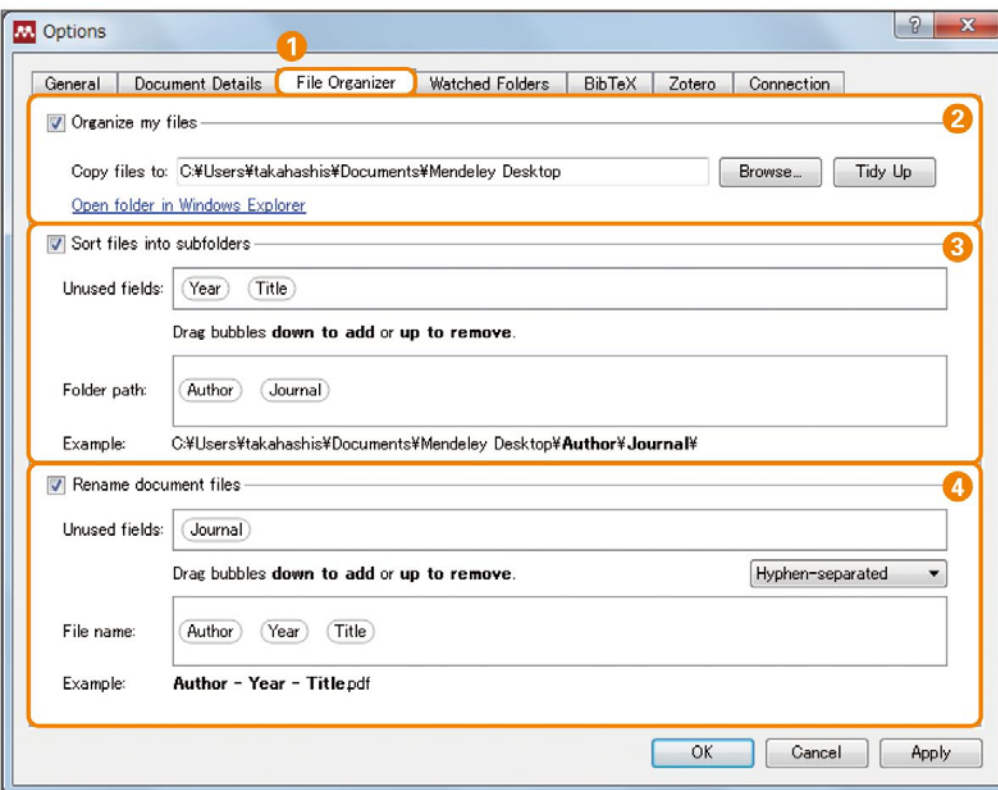 Options
?
x
1
General Document Details File Organizer Watched Folders BibTeX Zotero Connection
Organize my files
2
Copy files to: C:¥Users¥takahashis¥Documents¥Mendeley Desktop Browse... Tidy Up
Open folder in Windows Explorer
Sort files into subfolders
3
Unused fields: Year Title
Drag bubbles down to add or up to remove.
Folder path: Author Journal
Example: C:¥Users¥takahashis¥Documents¥Mendeley Desktop¥Author¥Journal¥
Rename document files
4
Unused fields: Journal
Drag bubbles down to add or up to remove. Hyphen-separated
File name: Author Year Title
Example: Author - Year - Title.pdf
OK Cancel Apply